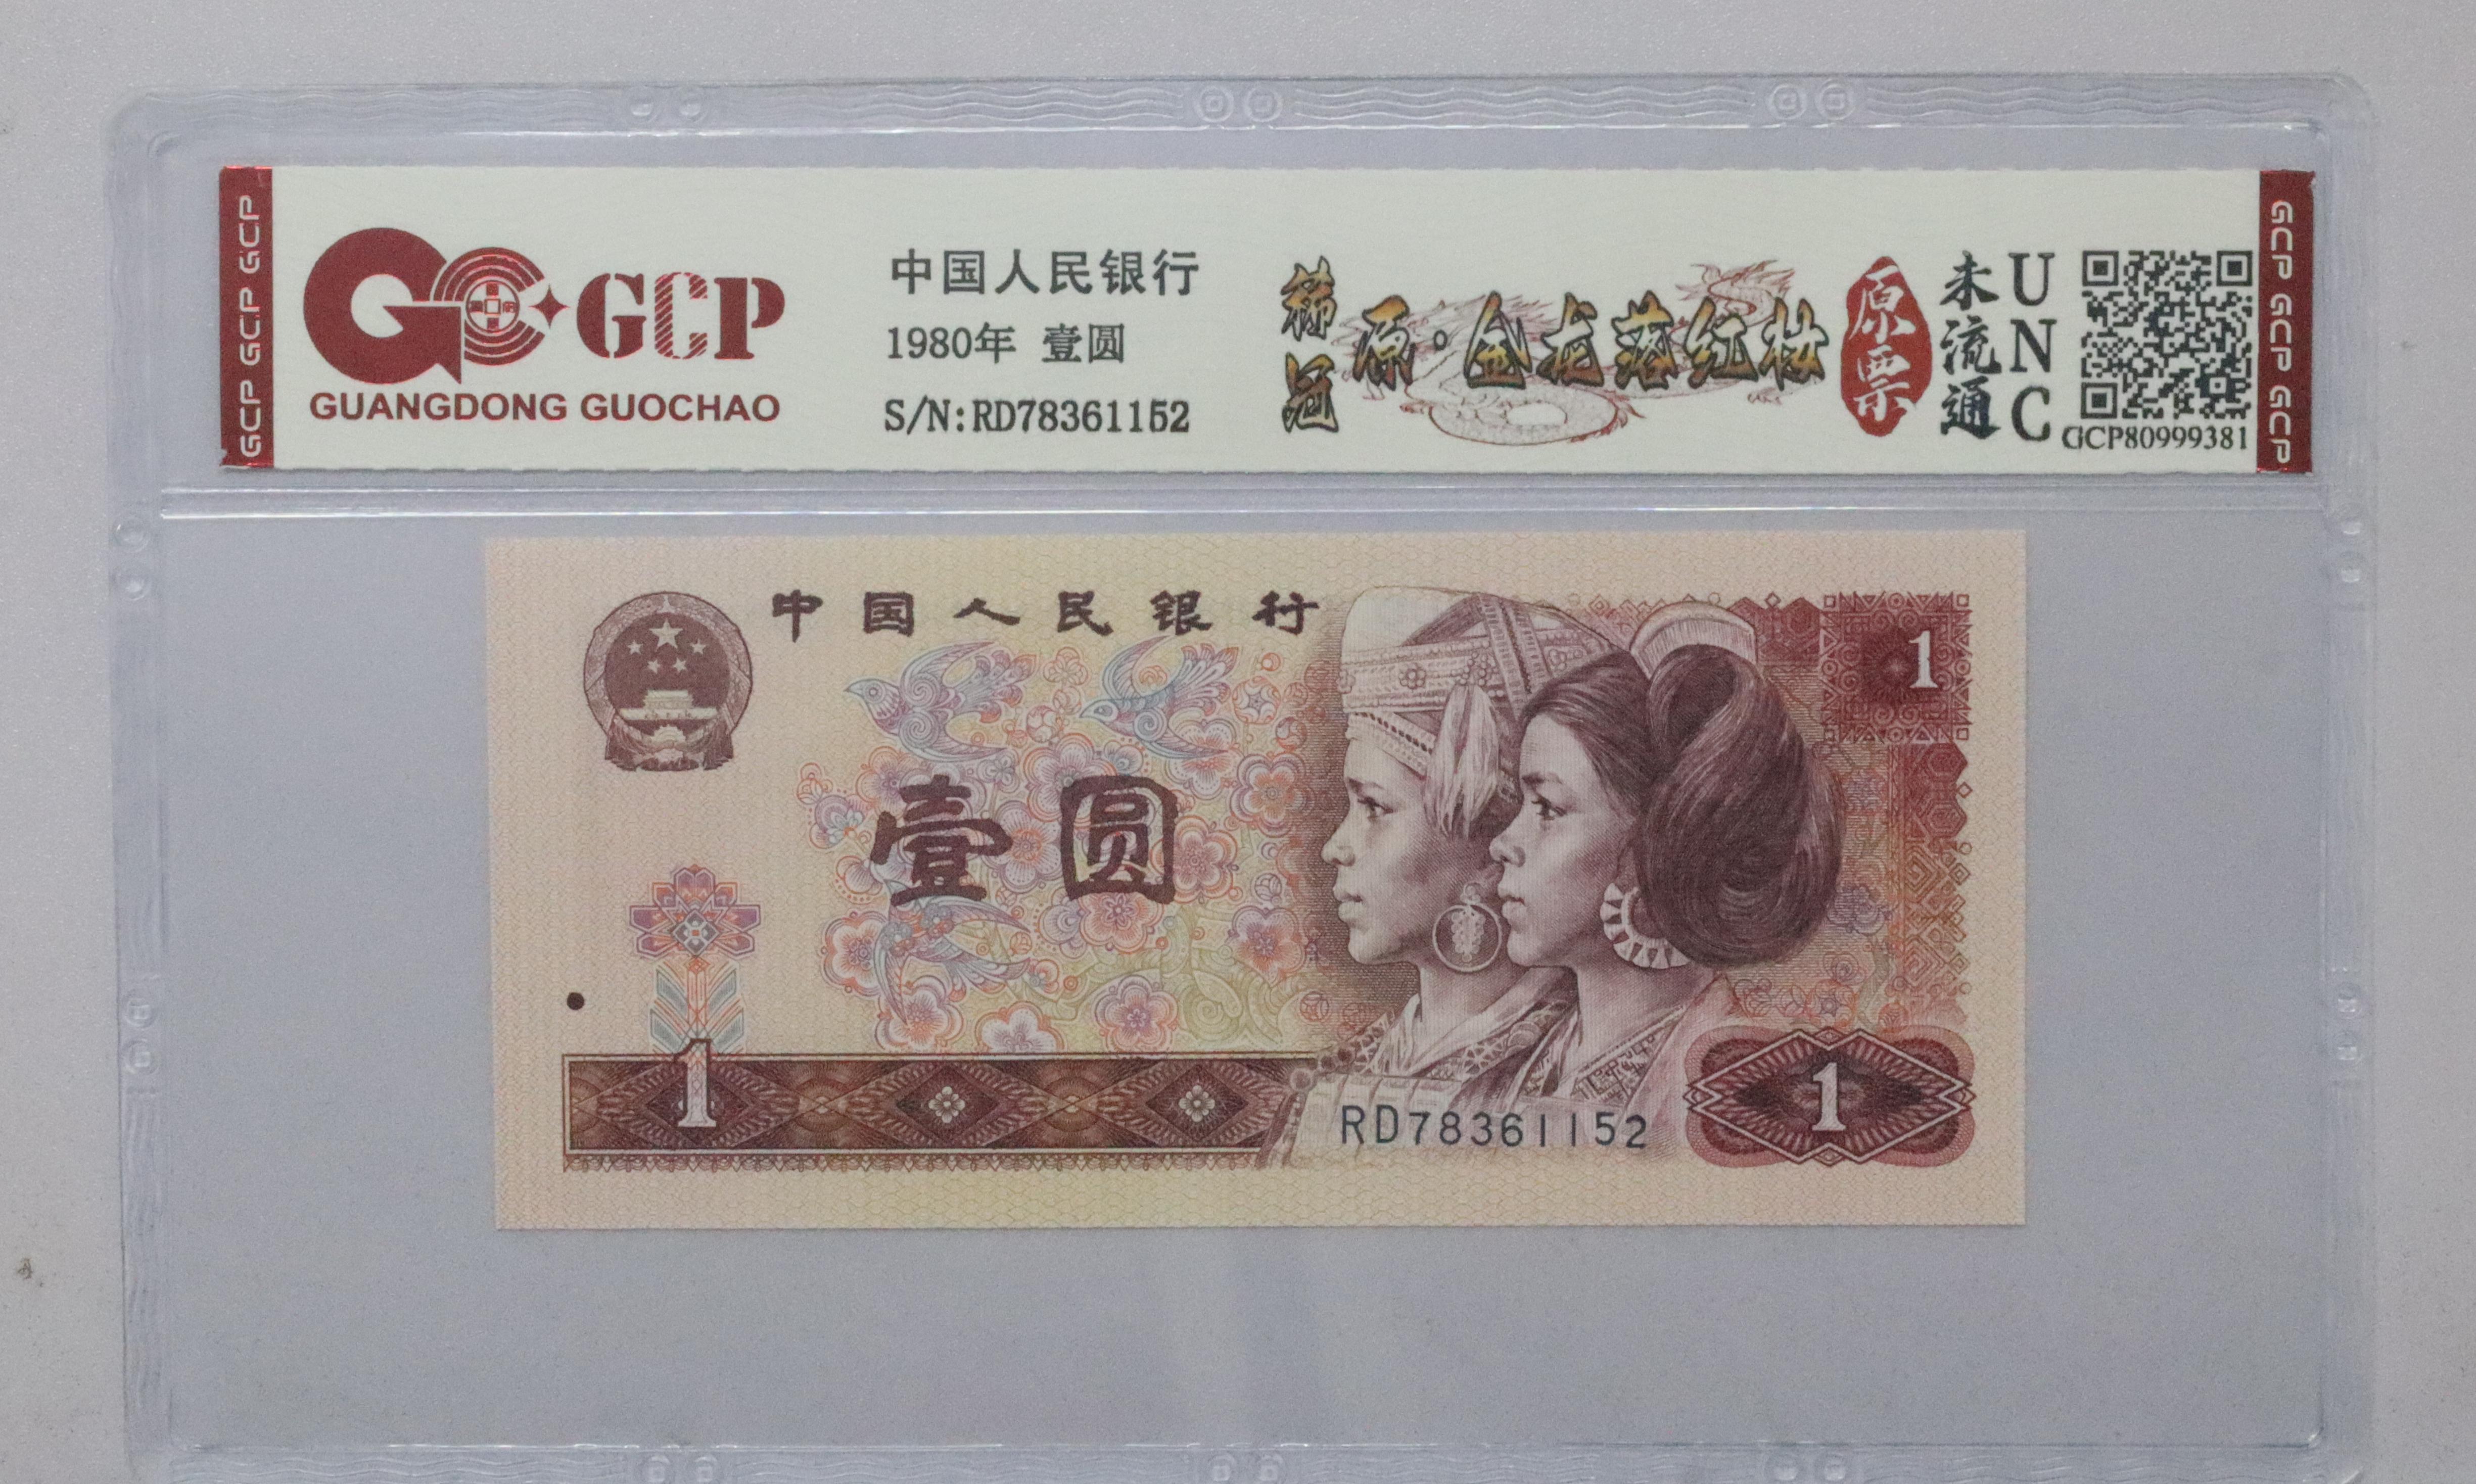 GCP GCP GCP
GCP
GUANGDONG GUOCHAO
中国人民银行
1980年 壹圆
S/N:RD78361152
稀冠
原·金龙落红妆
原票
未流通
UNC
GCP80999381
GCP GCP GCP
中国人民银行
1
壹圆
1
RD78361152
1